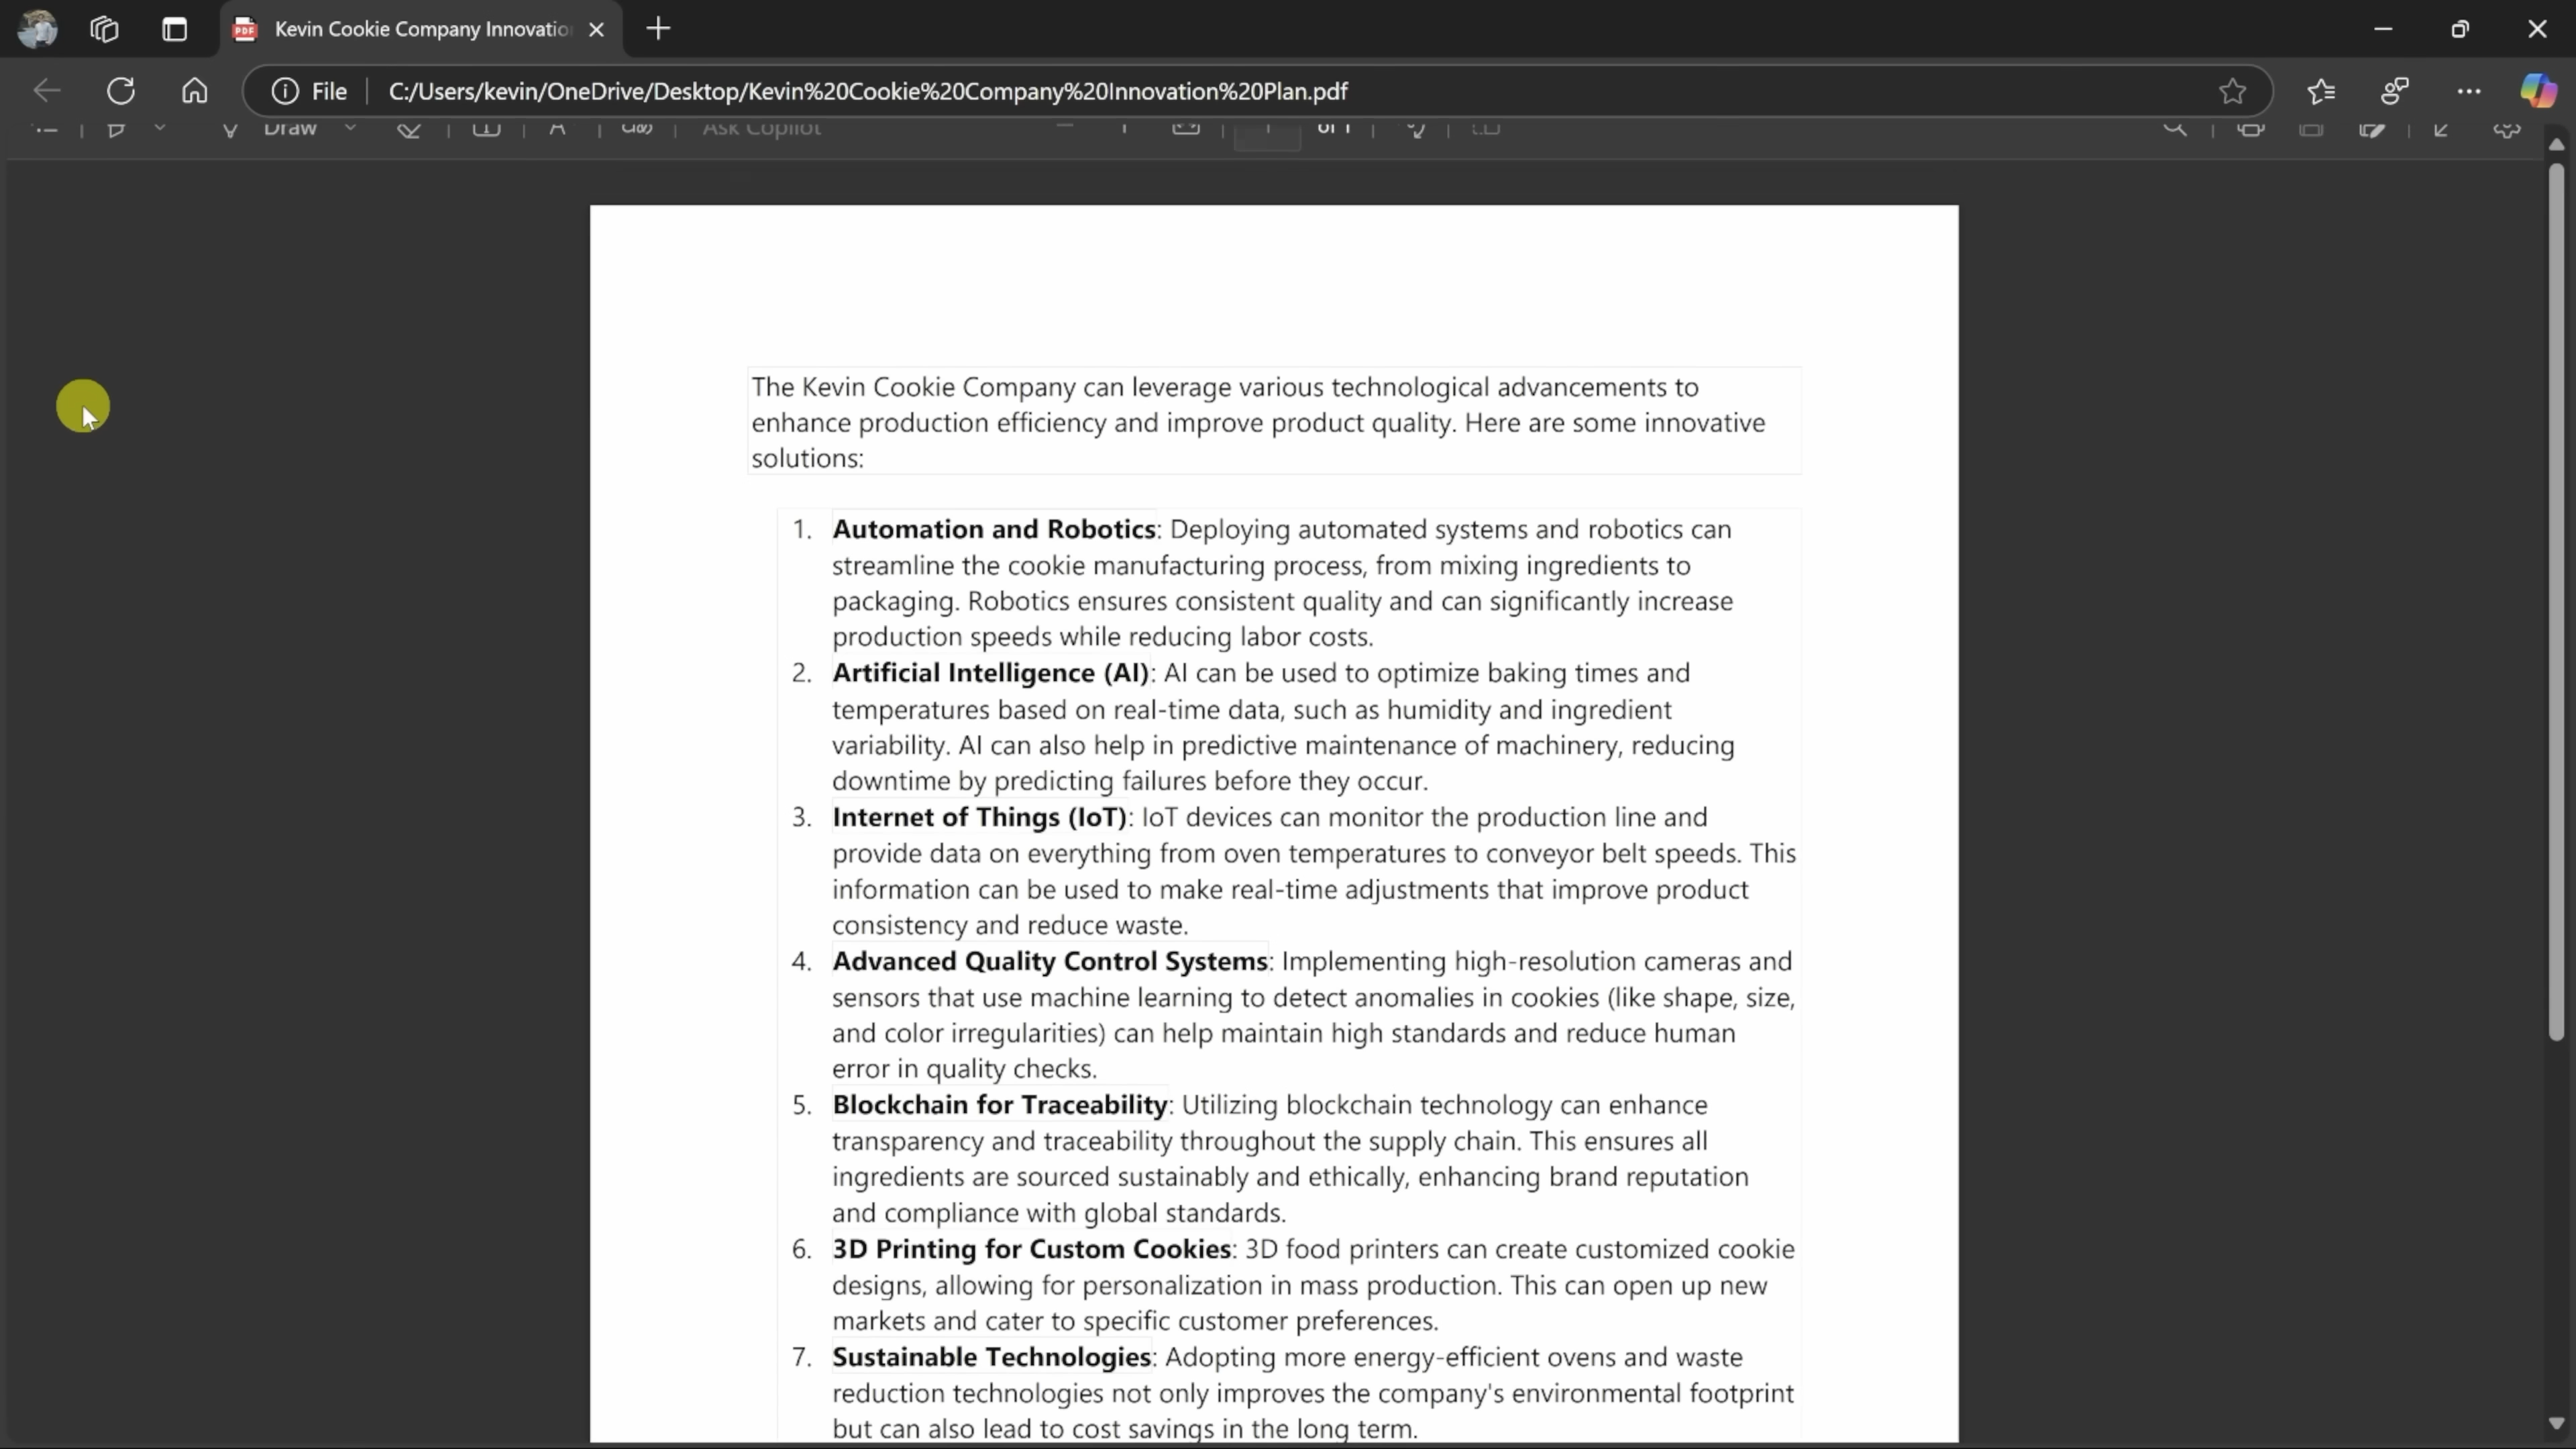 Kevin Cookie Company Innovatio
File
C:/Users/kevin/OneDrive/Desktop/Kevin%20Cookie%20Company%20Innovation%20Plan.pdf
Draw
Ask Copilot
1
of 1
The Kevin Cookie Company can leverage various technological advancements to
enhance production efficiency and improve product quality. Here are some innovative
solutions:
1. Automation and Robotics: Deploying automated systems and robotics can
streamline the cookie manufacturing process, from mixing ingredients to
packaging. Robotics ensures consistent quality and can significantly increase
production speeds while reducing labor costs.
2. Artificial Intelligence (AI): AI can be used to optimize baking times and
temperatures based on real-time data, such as humidity and ingredient
variability. AI can also help in predictive maintenance of machinery, reducing
downtime by predicting failures before they occur.
3. Internet of Things (IoT): IoT devices can monitor the production line and
provide data on everything from oven temperatures to conveyor belt speeds. This
information can be used to make real-time adjustments that improve product
consistency and reduce waste.
4. Advanced Quality Control Systems: Implementing high-resolution cameras and
sensors that use machine learning to detect anomalies in cookies (like shape, size,
and color irregularities) can help maintain high standards and reduce human
error in quality checks.
5. Blockchain for Traceability: Utilizing blockchain technology can enhance
transparency and traceability throughout the supply chain. This ensures all
ingredients are sourced sustainably and ethically, enhancing brand reputation
and compliance with global standards.
6. 3D Printing for Custom Cookies: 3D food printers can create customized cookie
designs, allowing for personalization in mass production. This can open up new
markets and cater to specific customer preferences.
7. Sustainable Technologies: Adopting more energy-efficient ovens and waste
reduction technologies not only improves the company's environmental footprint
but can also lead to cost savings in the long term.